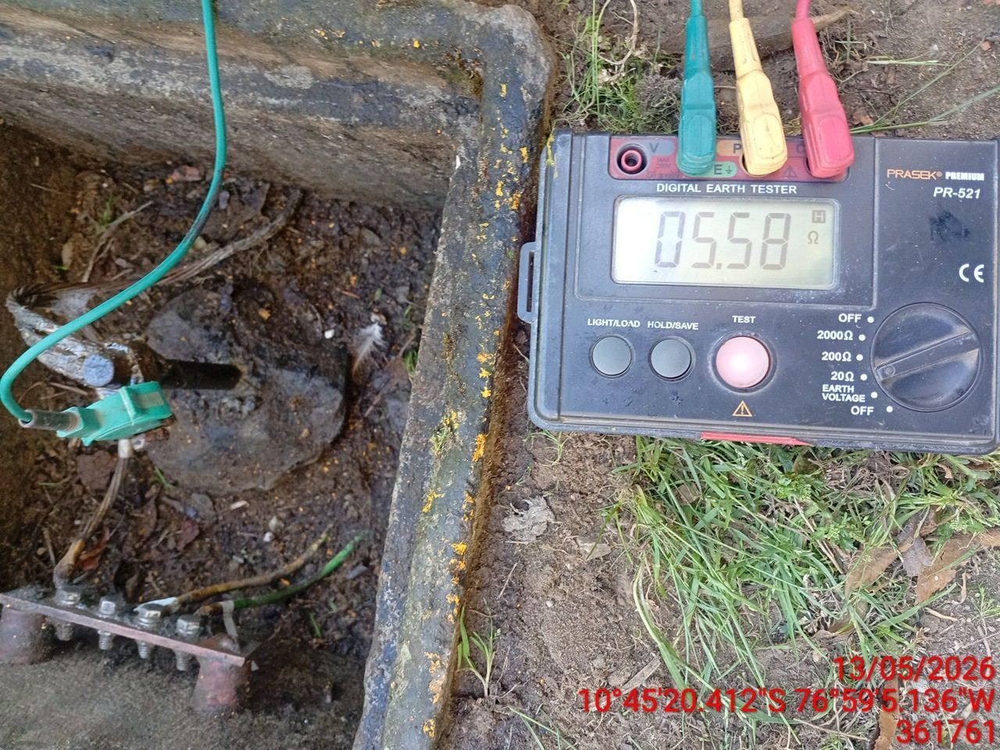 V P C
E
DIGITAL EARTH TESTER
PRASEK® PREMIUM
PR-521
05.58 H Ω
LIGHT/LOAD HOLD/SAVE TEST
OFF
2000Ω
200Ω
20Ω
EARTH
VOLTAGE
OFF
CE
13/05/2026
10°45'20.412"S 76°59'5.136"W
361761